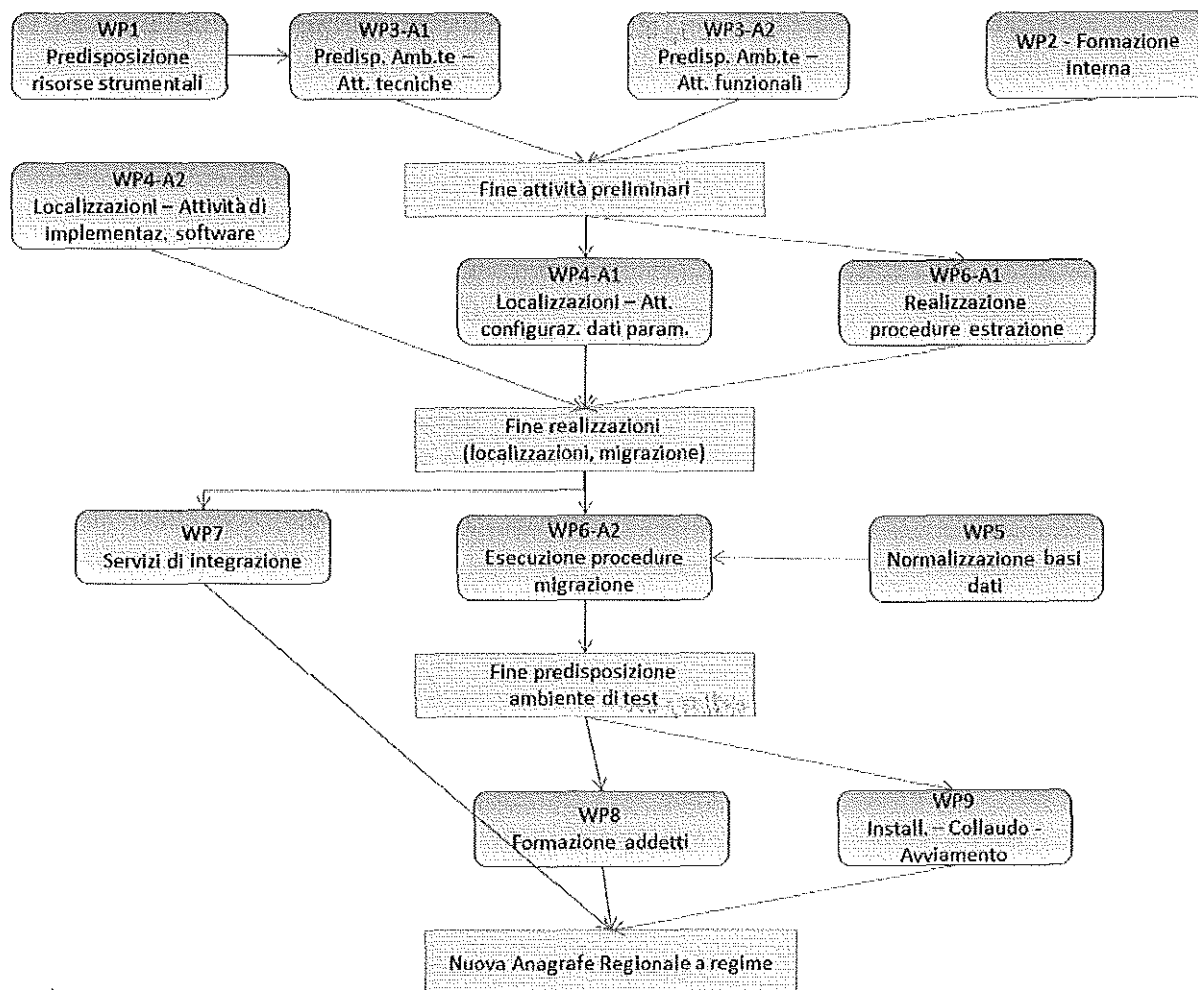 WP1
Predisposizione
risorse strumentali
WP3-A1
Predisp. Amb.te –
Att. tecniche
WP3-A2
Predisp. Amb.te –
Att. funzionali
WP2 - Formazione
interna
WP4-A2
Localizzazioni – Attività di
implementaz. software
Fine attività preliminari
WP4-A1
Localizzazioni – Att.
configuraz. dati param.
WP6-A1
Realizzazione
procedure estrazione
Fine realizzazioni
(localizzazioni, migrazione)
WP7
Servizi di integrazione
WP6-A2
Esecuzione procedure
migrazione
WP5
Normalizzazione basi
dati
Fine predisposizione
ambiente di test
WP8
Formazione addetti
WP9
Install. – Collaudo -
Avviamento
Nuova Anagrafe Regionale a regime